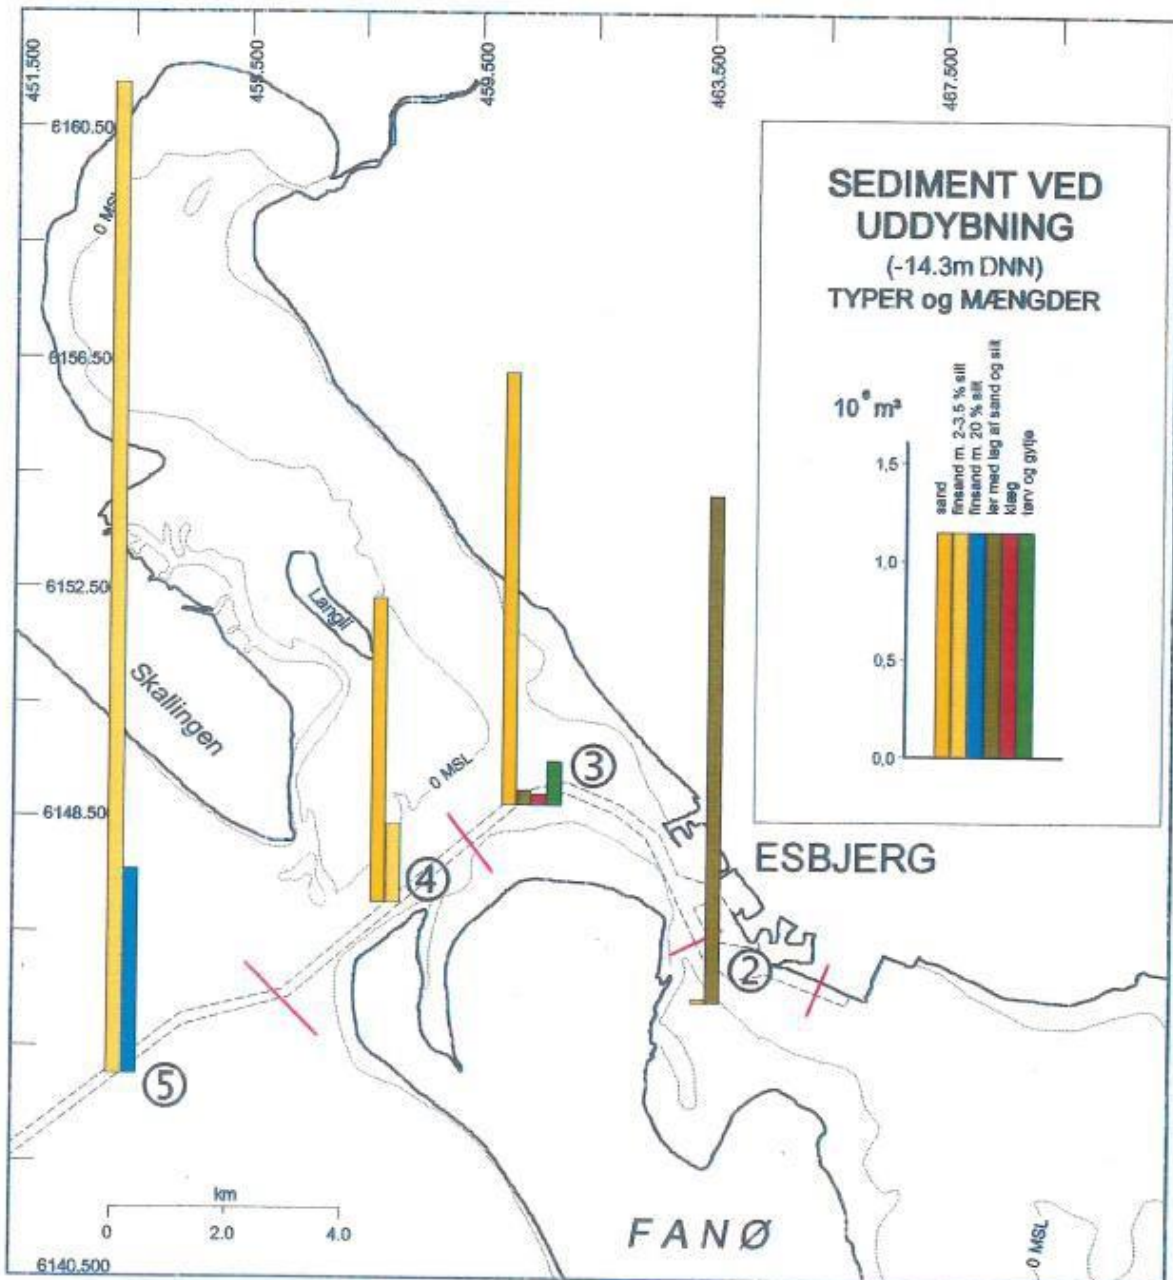 451.500
455.500
459.500
463.500
467.500
6160.50
6156.500
6152.500
6148.500
6140.500
0 MSL
SEDIMENT VED
UDDYBNING
(-14.3m DNN)
TYPER og MÆNGDER
10⁶ m³
sand
finsand m. 2-3.5 % silt
finsand m. 20 % silt
ler med lag af sand og silt
klæg
tørv og gytje
1,5
1,0
0,5
0,0
Langli
Skallingen
0 MSL
③
ESBJERG
④
②
⑤
km
0 2.0 4.0
FANØ
0 MSL